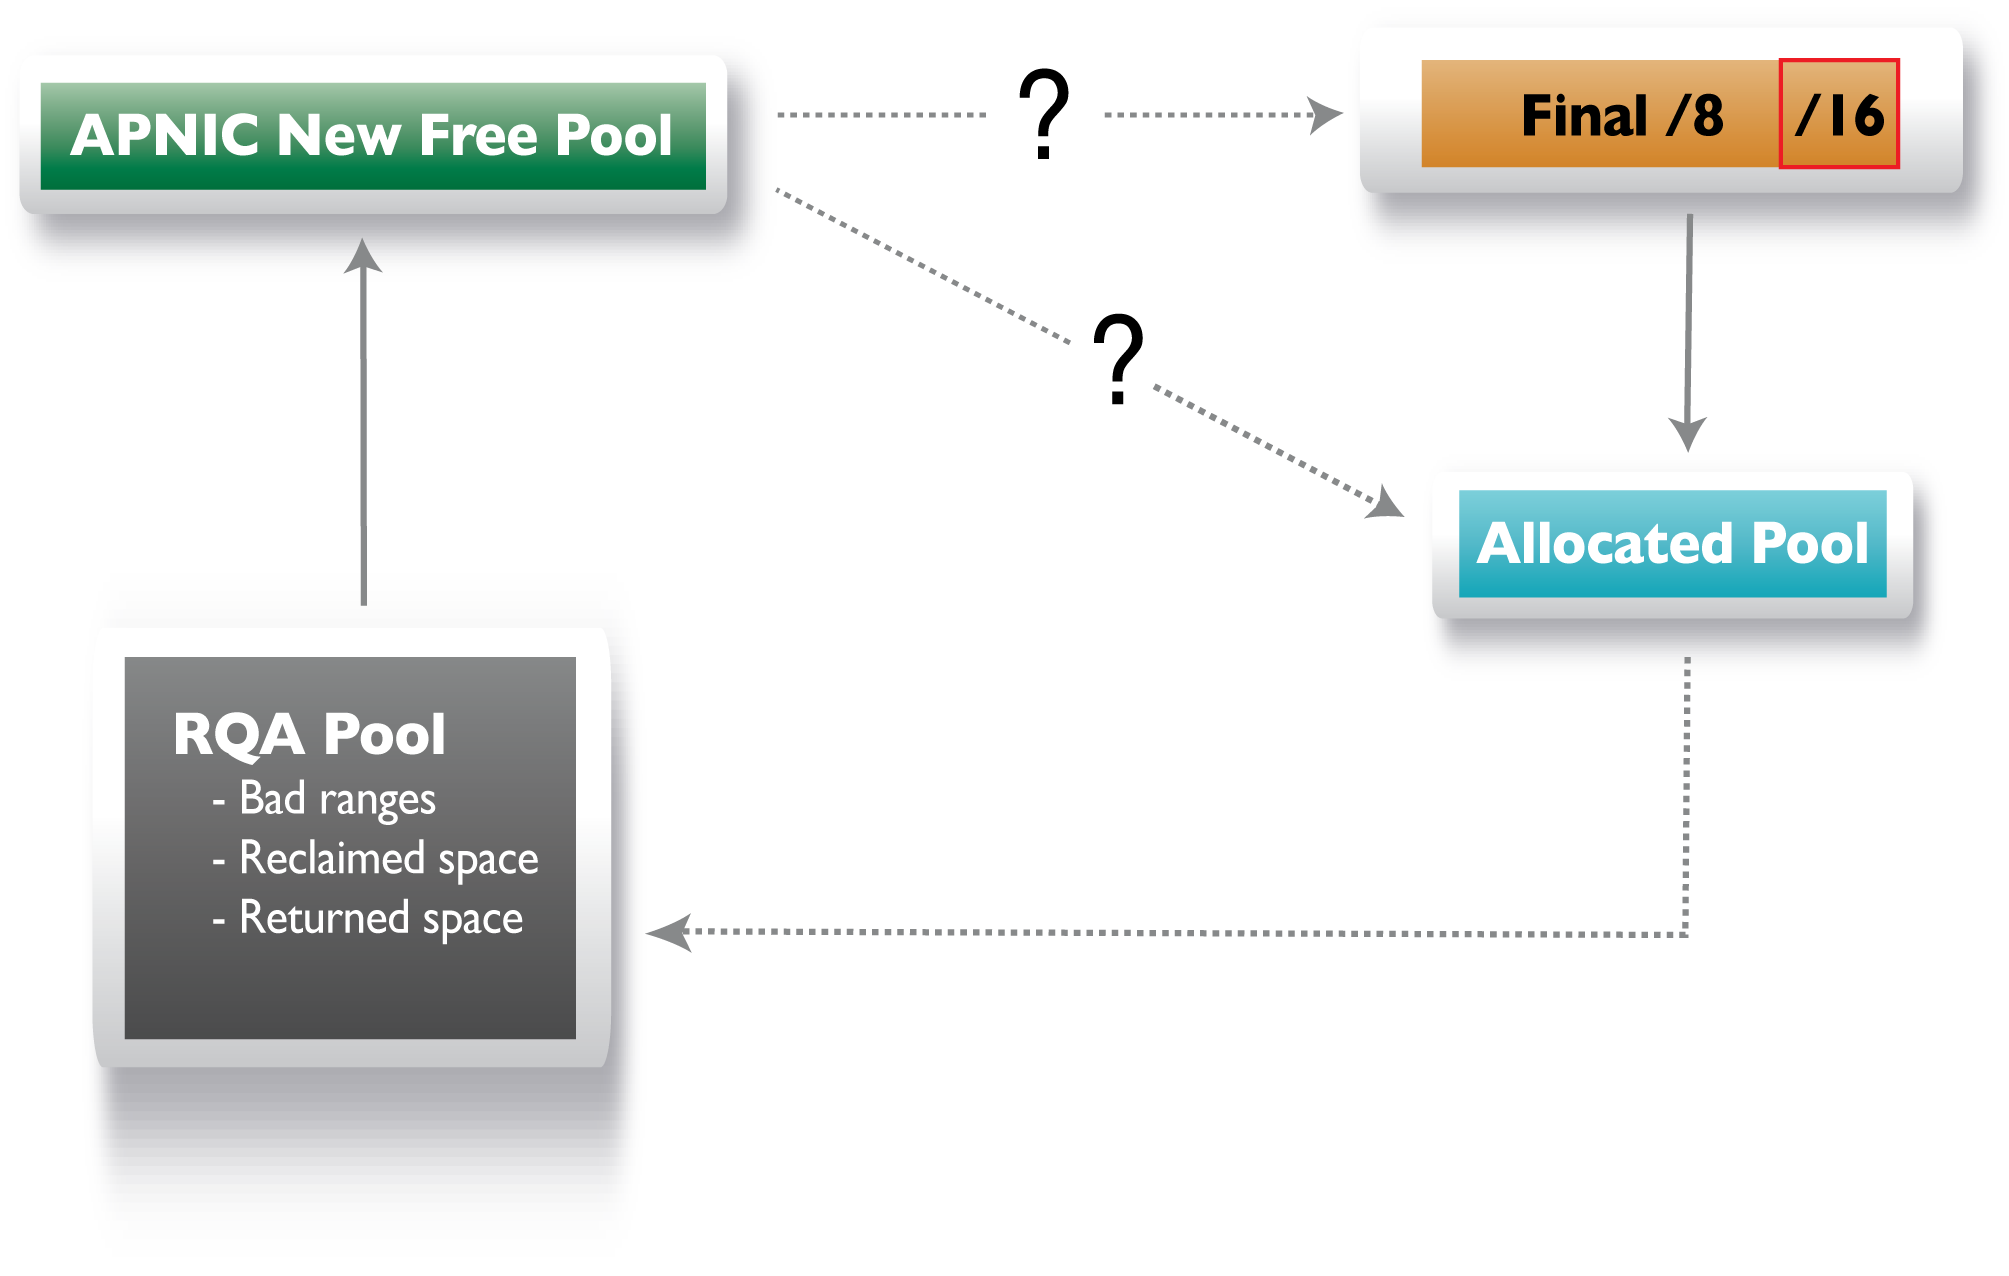 APNIC New Free Pool
?
Final /8 /16
?
Allocated Pool
RQA Pool
- Bad ranges
- Reclaimed space
- Returned space